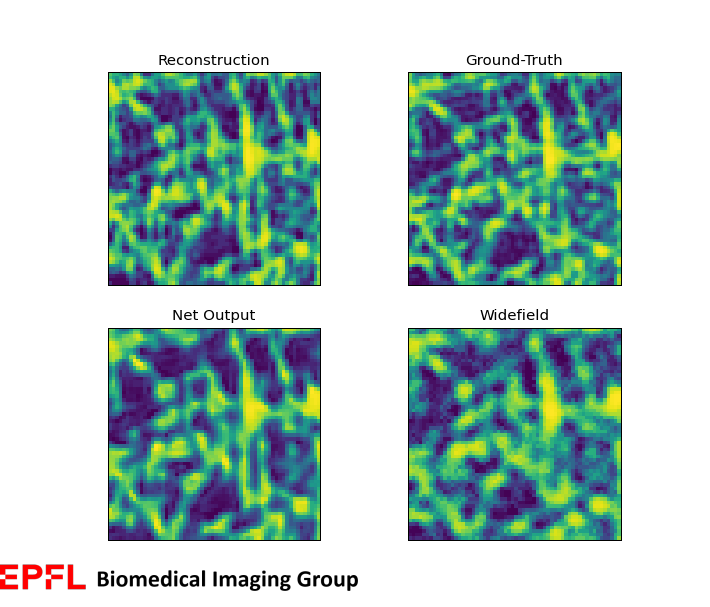 Reconstruction
Ground-Truth
Net Output
Widefield
EPFL Biomedical Imaging Group